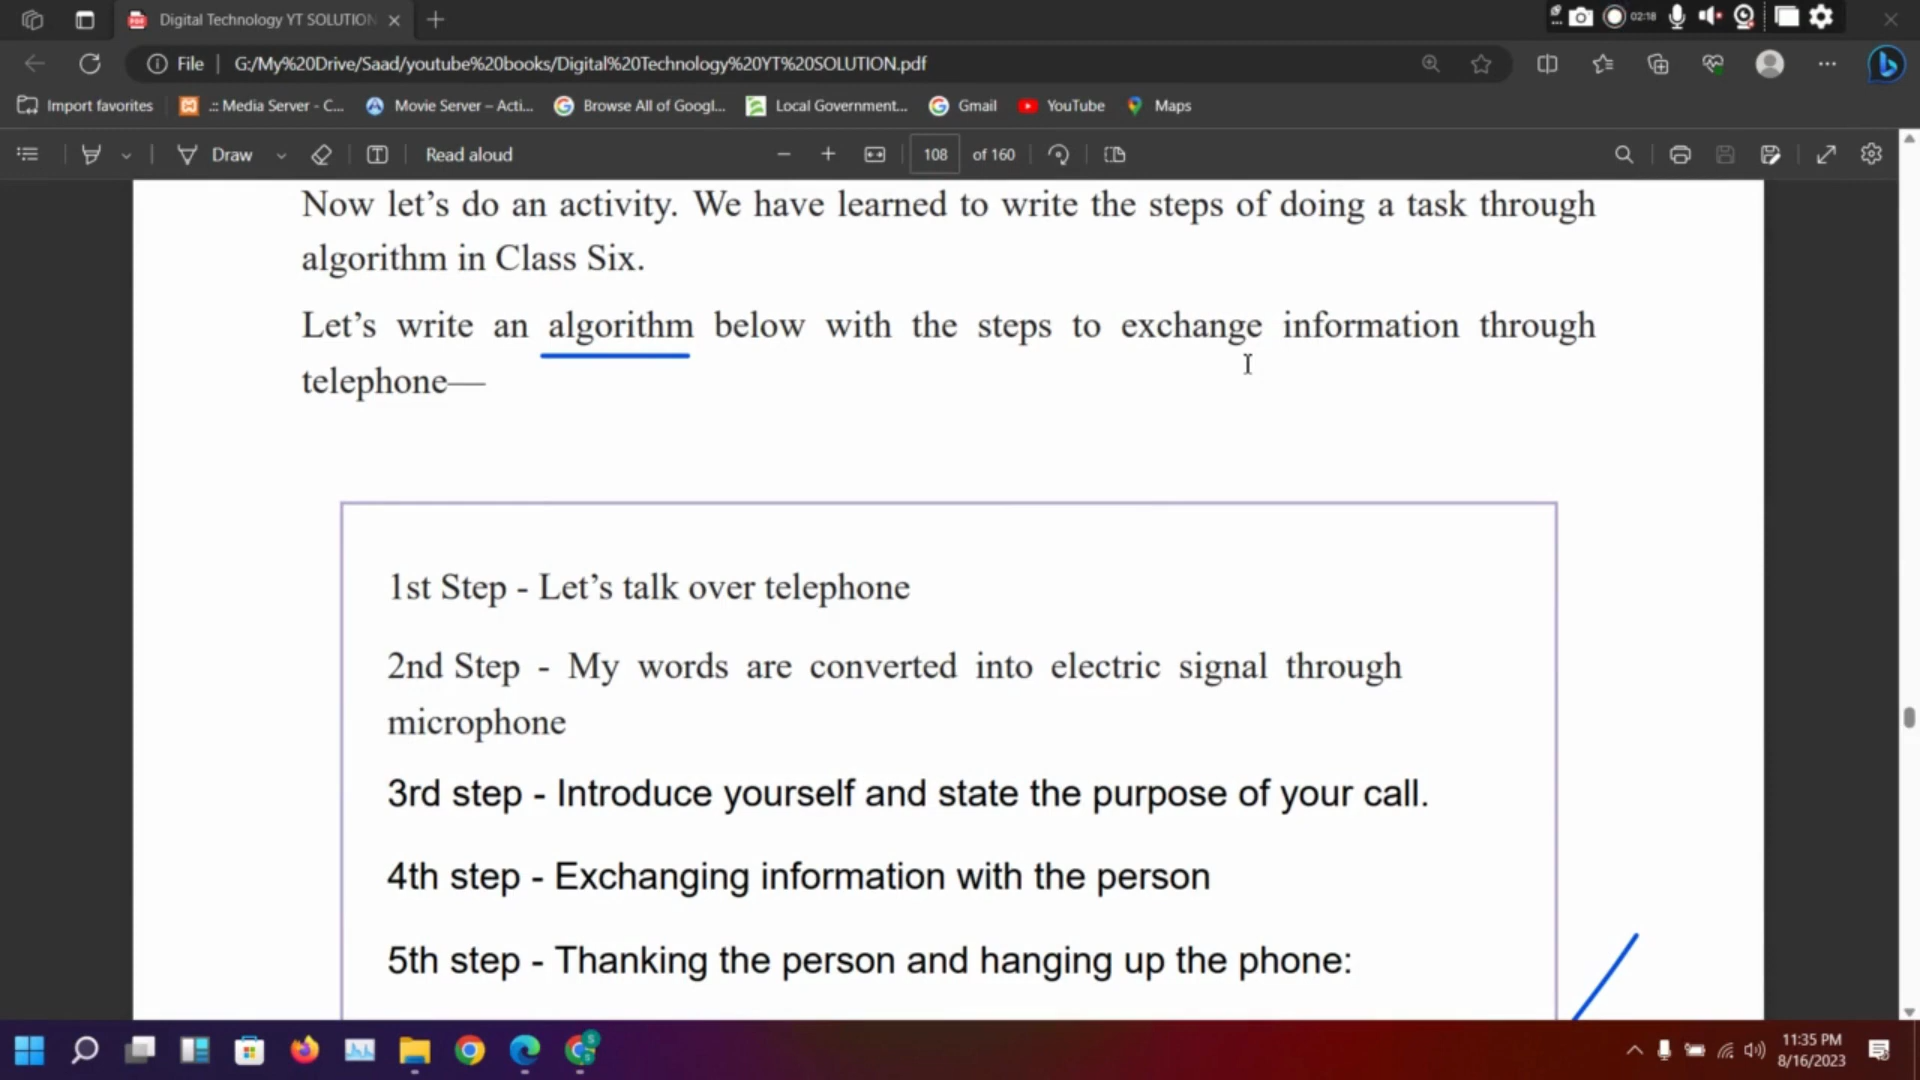 Digital Technology YT SOLUTION
02:18
File G:/My%20Drive/Saad/youtube%20books/Digital%20Technology%20YT%20SOLUTION.pdf
Import favorites .:: Media Server - C... Movie Server – Acti... Browse All of Googl... Local Government... Gmail YouTube Maps
Draw Read aloud 108 of 160
Now let’s do an activity. We have learned to write the steps of doing a task through
algorithm in Class Six.
Let’s write an algorithm below with the steps to exchange information through
telephone—
1st Step - Let’s talk over telephone
2nd Step - My words are converted into electric signal through
microphone
3rd step - Introduce yourself and state the purpose of your call.
4th step - Exchanging information with the person
5th step - Thanking the person and hanging up the phone:
11:35 PM
8/16/2023